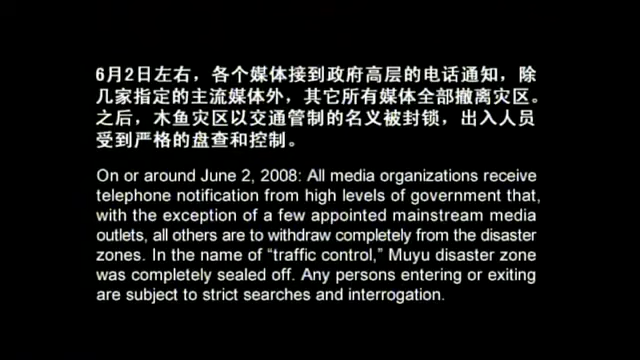 6月2日左右，各个媒体接到政府高层的电话通知，除
几家指定的主流媒体外，其它所有媒体全部撤离灾区。
之后，木鱼灾区以交通管制的名义被封锁，出入人员
受到严格的盘查和控制。
On or around June 2, 2008: All media organizations receive
telephone notification from high levels of government that,
with the exception of a few appointed mainstream media
outlets, all others are to withdraw completely from the disaster
zones. In the name of “traffic control,” Muyu disaster zone
was completely sealed off. Any persons entering or exiting
are subject to strict searches and interrogation.